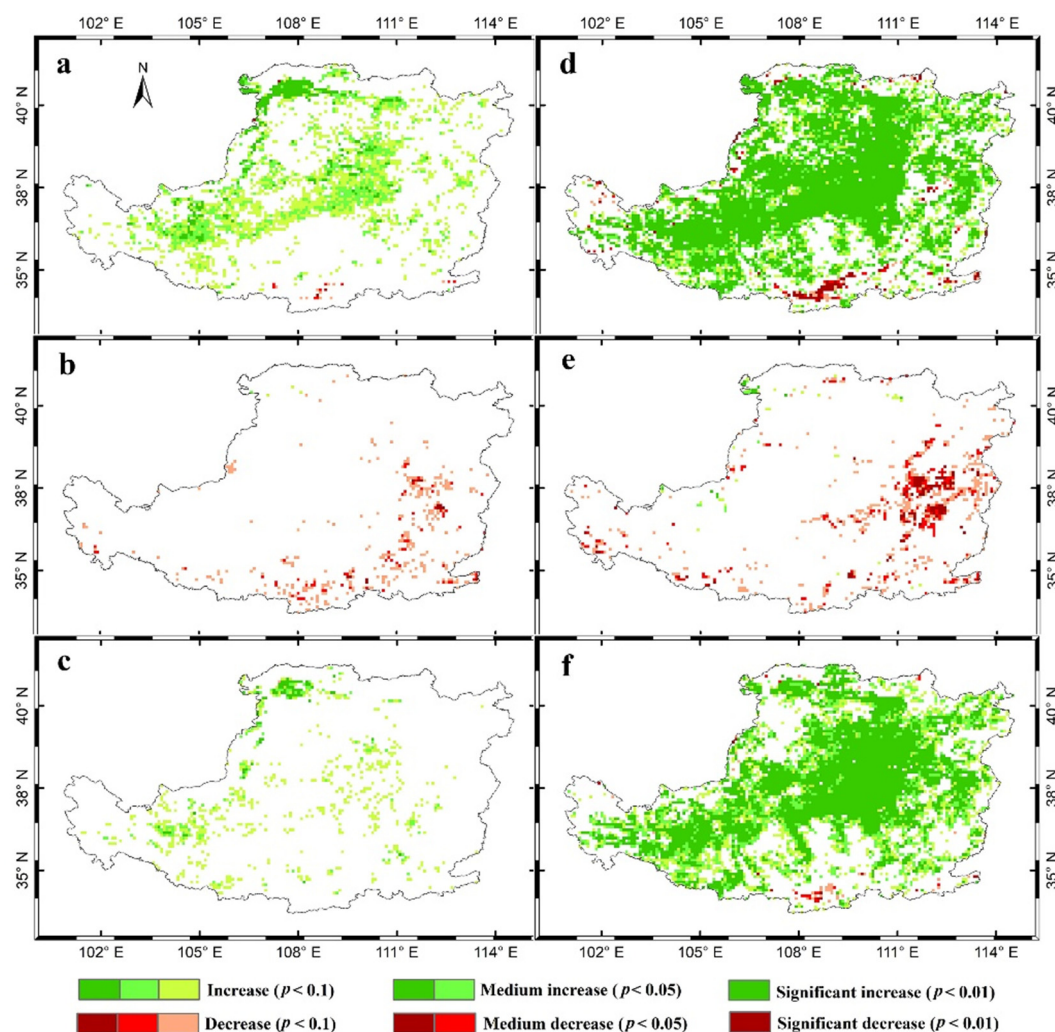 102° E 105° E 108° E 111° E 114° E 102° E 105° E 108° E 111° E 114° E
a
N
d
40° N
38° N
35° N
40° N
38° N
35° N
b
e
40° N
38° N
35° N
40° N
38° N
35° N
c
f
40° N
38° N
35° N
40° N
38° N
35° N
102° E 105° E 108° E 111° E 114° E 102° E 105° E 108° E 111° E 114° E
Increase (p < 0.1) Medium increase (p < 0.05) Significant increase (p < 0.01)
Decrease (p < 0.1) Medium decrease (p < 0.05) Significant decrease (p < 0.01)